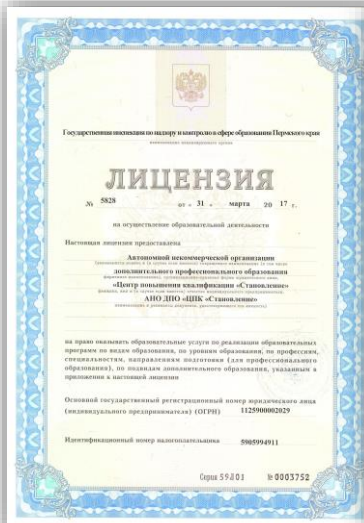 Государственная инспекция по надзору и контролю в сфере образования Пермского края
ЛИЦЕНЗИЯ
№ 5828 от « 31 » марта 20 17 г.
на осуществление образовательной деятельности
Настоящая лицензия предоставлена
Автономной некоммерческой организации
дополнительного профессионального образования
«Центр повышения квалификации «Становление»
АНО ДПО «ЦПК «Становление»
на право оказывать образовательные услуги по реализации образовательных
программ по видам образования, по уровням образования, по профессиям,
специальностям, направлениям подготовки (для профессионального
образования), по подвидам дополнительного образования, указанным в
приложении к настоящей лицензии
Основной государственный регистрационный номер юридического лица
(индивидуального предпринимателя) (ОГРН) 1125900002029
Идентификационный номер налогоплательщика 5905994911
Серия 59Л01 № 0003752